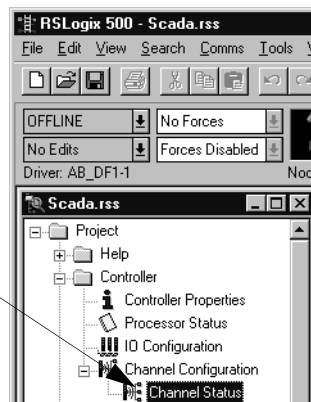 RSLogix 500 - Scada.rss
File Edit View Search Comms Tools
OFFLINE No Forces
No Edits Forces Disabled
Driver: AB_DF1-1
Scada.rss
Project
Help
Controller
Controller Properties
Processor Status
IO Configuration
Channel Configuration
Channel Status